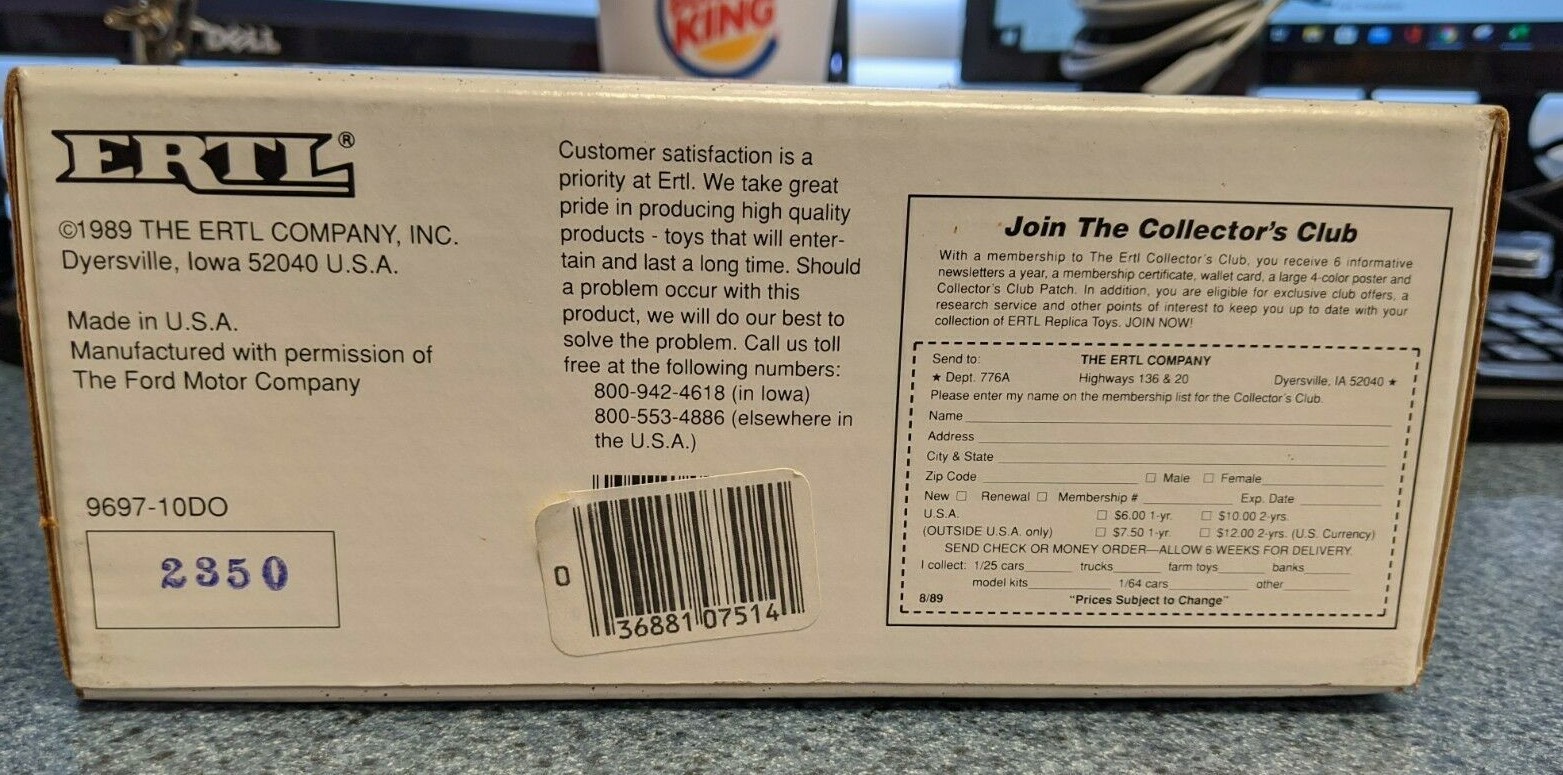 DELL
KING
ERTL®
©1989 THE ERTL COMPANY, INC.
Dyersville, Iowa 52040 U.S.A.
Made in U.S.A.
Manufactured with permission of
The Ford Motor Company
9697-10DO
2350
Customer satisfaction is a
priority at Ertl. We take great
pride in producing high quality
products - toys that will enter-
tain and last a long time. Should
a problem occur with this
product, we will do our best to
solve the problem. Call us toll
free at the following numbers:
800-942-4618 (in Iowa)
800-553-4886 (elsewhere in
the U.S.A.)
0
36881 07514
Join The Collector's Club
With a membership to The Ertl Collector's Club, you receive 6 informative
newsletters a year, a membership certificate, wallet card, a large 4-color poster and
Collector's Club Patch. In addition, you are eligible for exclusive club offers, a
research service and other points of interest to keep you up to date with your
collection of ERTL Replica Toys. JOIN NOW!
Send to: THE ERTL COMPANY
★ Dept. 776A Highways 136 & 20 Dyersville, IA 52040 ★
Please enter my name on the membership list for the Collector's Club.
Name
Address
City & State
Zip Code ☐ Male ☐ Female
New ☐ Renewal ☐ Membership # Exp. Date
U.S.A. ☐ $6.00 1-yr. ☐ $10.00 2-yrs.
(OUTSIDE U.S.A. only) ☐ $7.50 1-yr. ☐ $12.00 2-yrs. (U.S. Currency)
SEND CHECK OR MONEY ORDER—ALLOW 6 WEEKS FOR DELIVERY.
I collect: 1/25 cars trucks farm toys banks
model kits 1/64 cars other
8/89 "Prices Subject to Change"